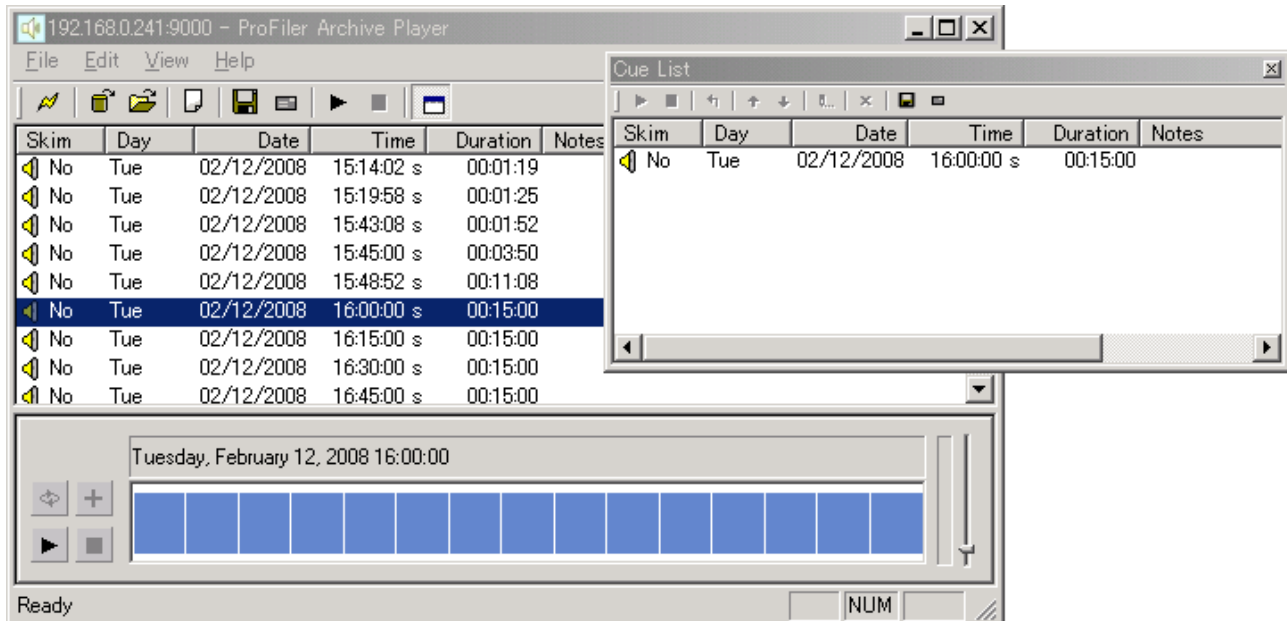 192.168.0.241:9000 - ProFiler Archive Player
File Edit View Help
Skim Day Date Time Duration Notes
No Tue 02/12/2008 15:14:02 s 00:01:19
No Tue 02/12/2008 15:19:58 s 00:01:25
No Tue 02/12/2008 15:43:08 s 00:01:52
No Tue 02/12/2008 15:45:00 s 00:03:50
No Tue 02/12/2008 15:48:52 s 00:11:08
No Tue 02/12/2008 16:00:00 s 00:15:00
No Tue 02/12/2008 16:15:00 s 00:15:00
No Tue 02/12/2008 16:30:00 s 00:15:00
No Tue 02/12/2008 16:45:00 s 00:15:00
Cue List
Skim Day Date Time Duration Notes
No Tue 02/12/2008 16:00:00 s 00:15:00
Tuesday, February 12, 2008 16:00:00
Ready NUM